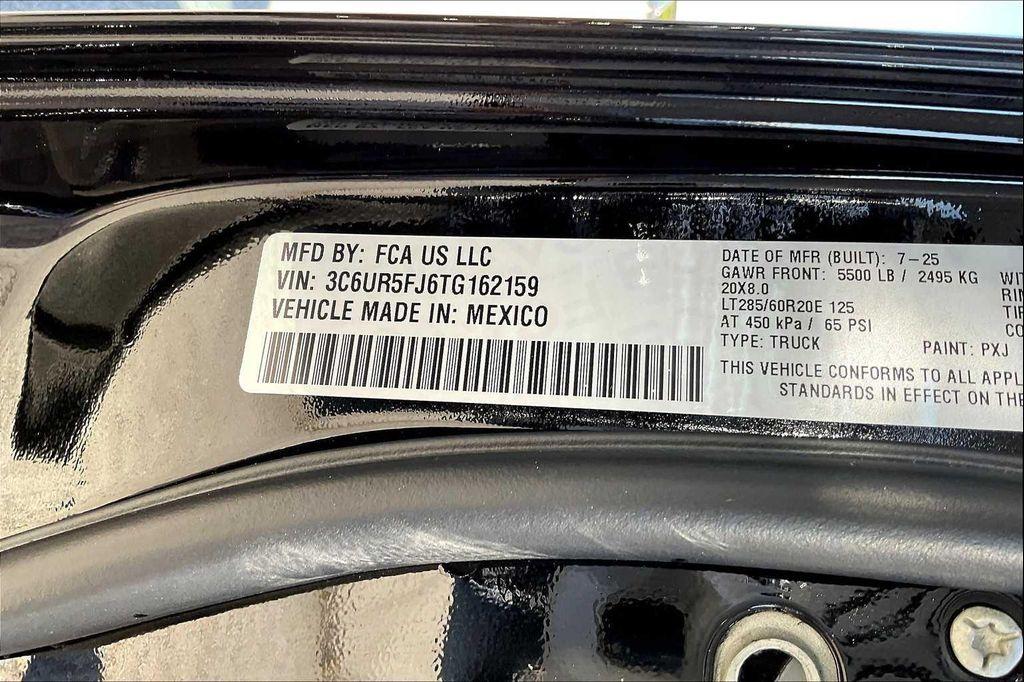 MFD BY: FCA US LLC
VIN: 3C6UR5FJ6TG162159
VEHICLE MADE IN: MEXICO
DATE OF MFR (BUILT): 7-25
GAWR FRONT: 5500 LB / 2495 KG
20X8.0
LT285/60R20E 125
AT 450 kPa / 65 PSI
TYPE: TRUCK
PAINT: PXJ
THIS VEHICLE CONFORMS TO ALL
STANDARDS IN EFFECT ON THE